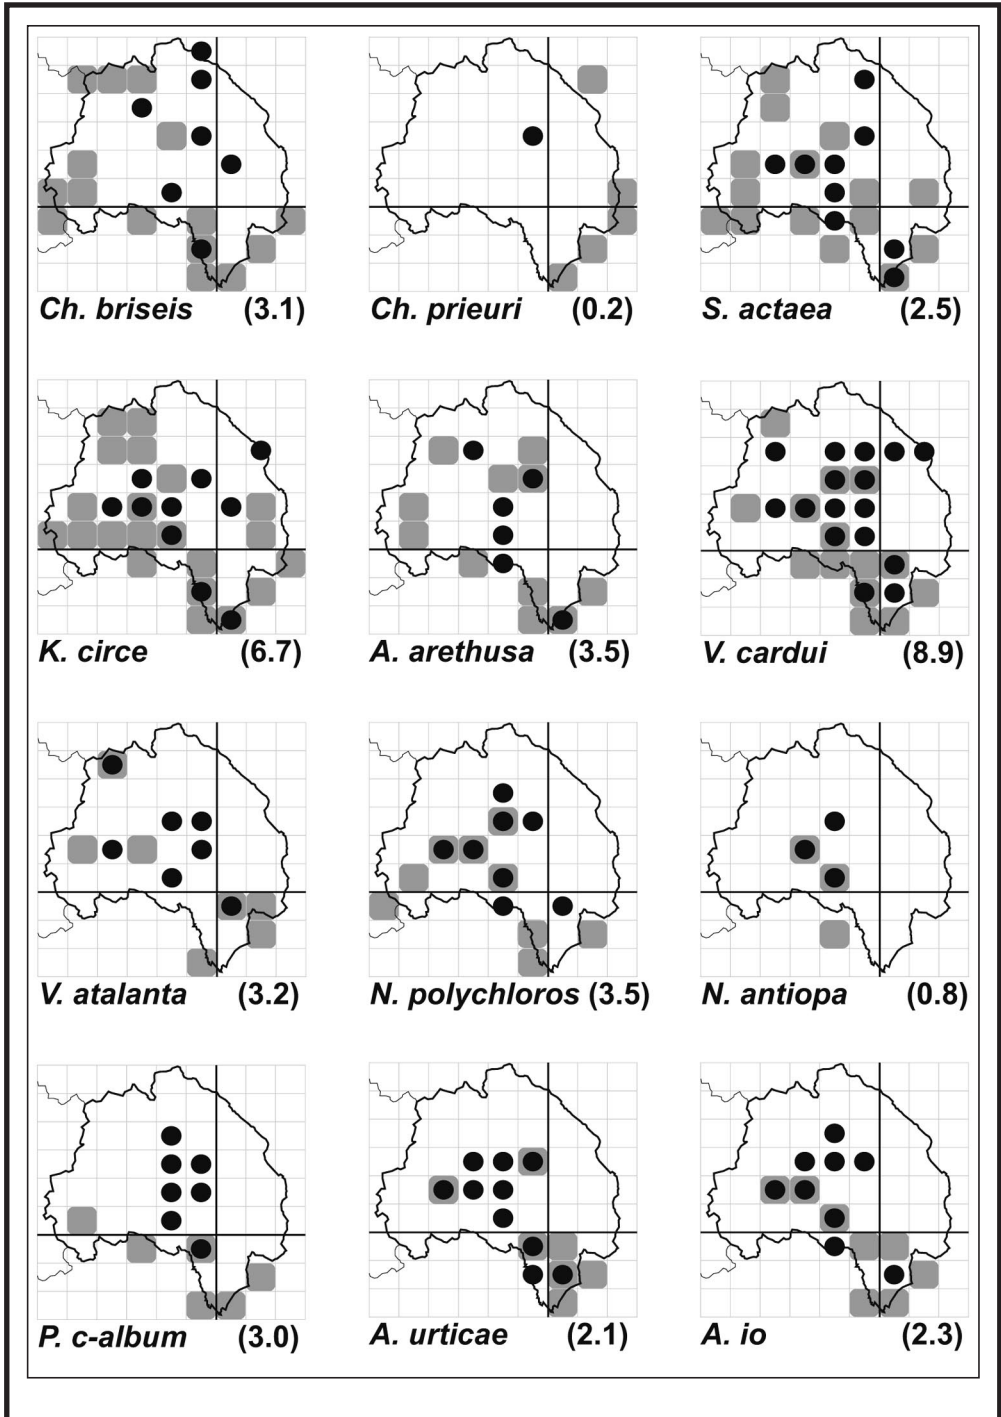 Ch. briseis (3.1) Ch. prieuri (0.2) S. actaea (2.5)
K. circe (6.7) A. arethusa (3.5) V. cardui (8.9)
V. atalanta (3.2) N. polychloros (3.5) N. antiopa (0.8)
P. c-album (3.0) A. urticae (2.1) A. io (2.3)